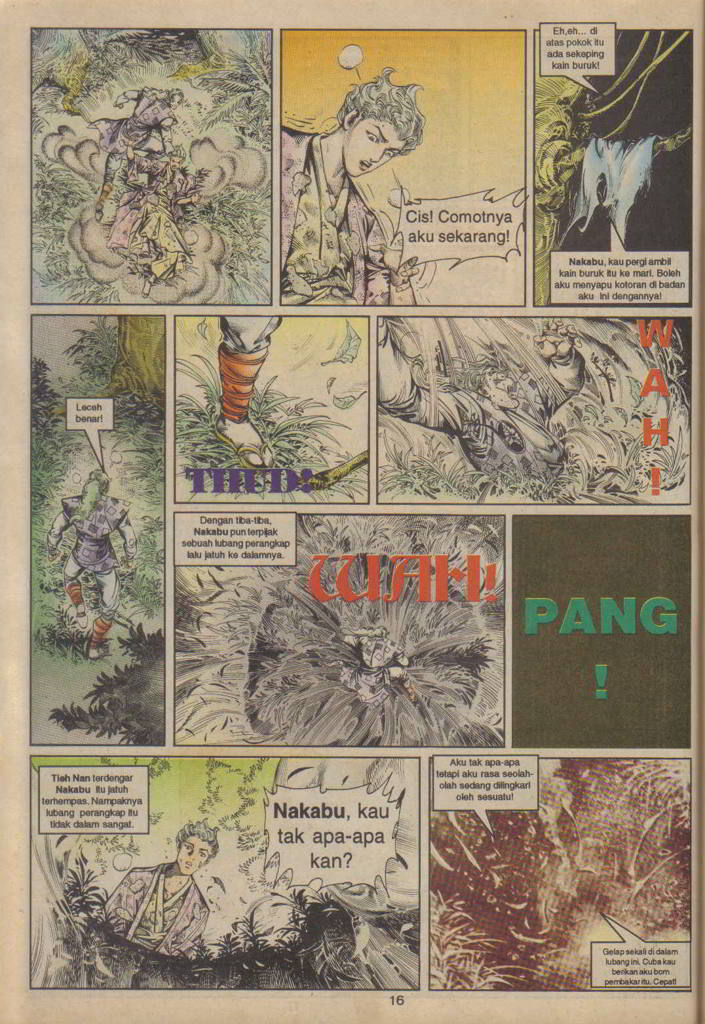 Cis! Comotnya
aku sekarang!
Eh,eh... di
atas pokok itu
ada sekeping
kain buruk!
Nakabu, kau pergi ambil
kain buruk itu ke mari. Boleh
aku menyapu kotoran di badan
aku ini dengannya!
Leceh
benar!
THUD!
WAH!
Dengan tiba-tiba,
Nakabu pun terpijak
sebuah lubang perangkap
lalu jatuh ke dalamnya.
WAH!
PANG
!
Tieh Nan terdengar
Nakabu itu jatuh
terhempas. Nampaknya
lubang perangkap itu
tidak dalam sangat.
Nakabu, kau
tak apa-apa
kan?
Aku tak apa-apa
tetapi aku rasa seolah-
olah sedang dilingkari
oleh sesuatu!
Gelap sekali di dalam
lubang ini. Cuba kau
berikan aku bom
pembakar itu. Cepat!
16